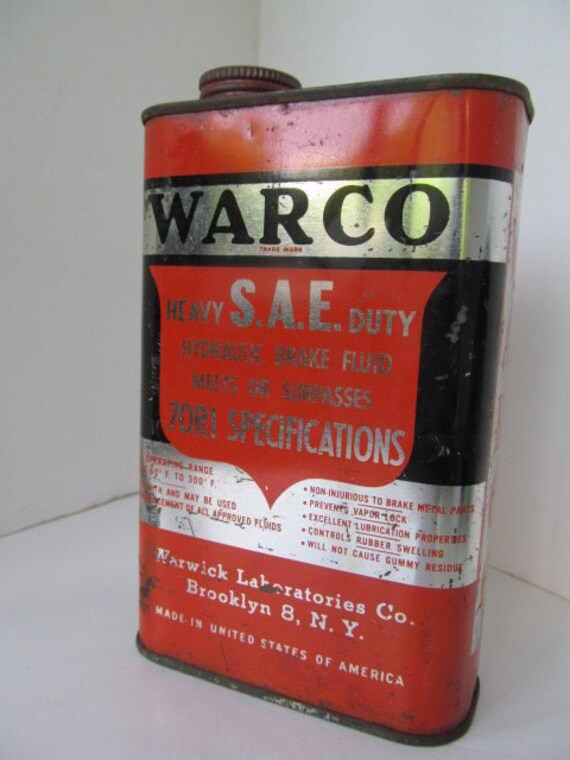 WARCO
TRADE MARK
HEAVY S.A.E. DUTY
HYDRAULIC BRAKE FLUID
MEETS OR SURPASSES
70R1 SPECIFICATIONS
OPERATING RANGE
F. TO 300° F.
AND MAY BE USED
OF ALL APPROVED FLUIDS
• NON-INJURIOUS TO BRAKE METAL PARTS
• PREVENTS VAPOR LOCK
• EXCELLENT LUBRICATION PROPERTIES
• CONTROLS RUBBER SWELLING
• WILL NOT CAUSE GUMMY RESIDUE
Warwick Laboratories Co.
Brooklyn 8, N. Y.
MADE IN UNITED STATES OF AMERICA